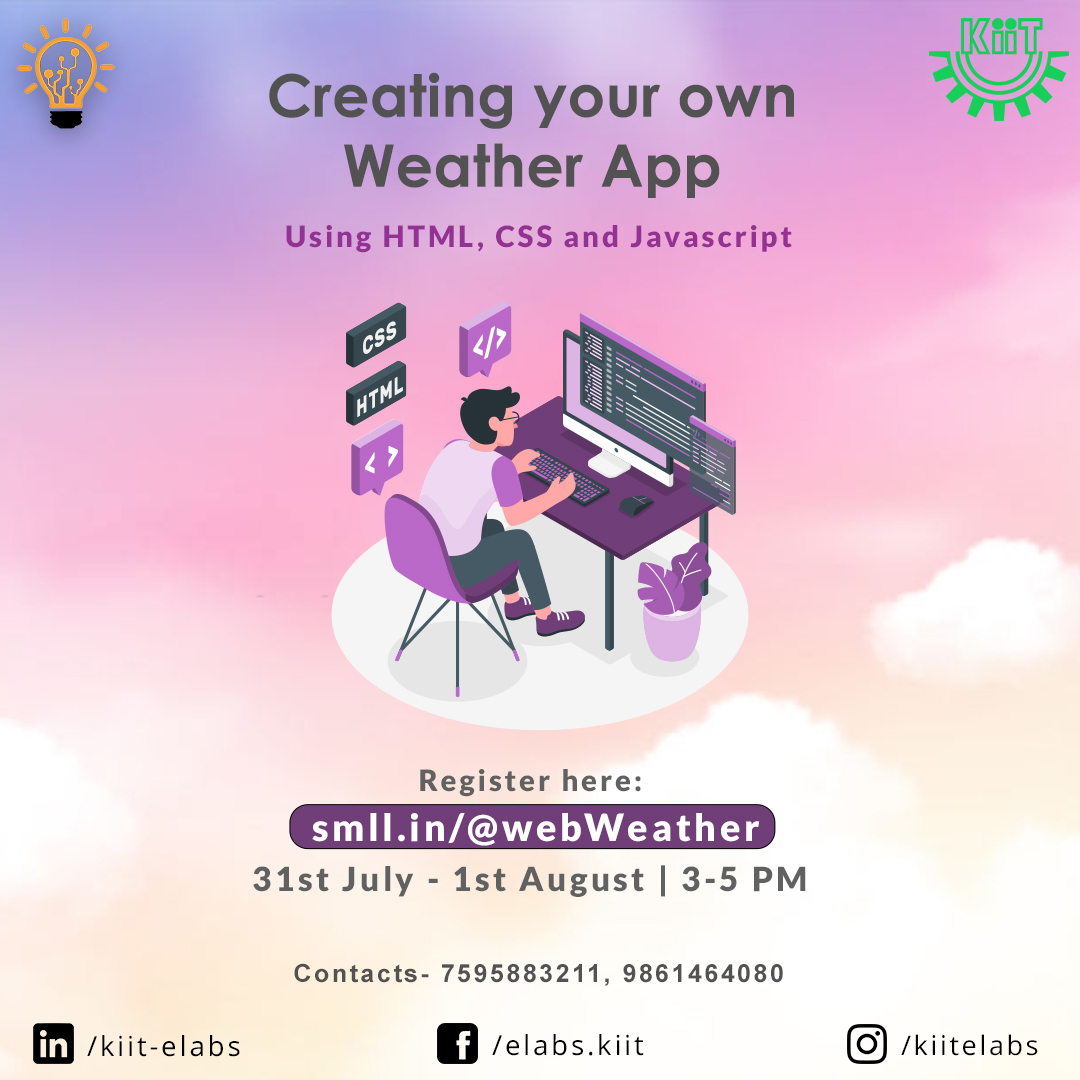 KiiT
Creating your own
Weather App
Using HTML, CSS and Javascript
CSS
</>
HTML
< >
Register here:
smll.in/@webWeather
31st July - 1st August | 3-5 PM
Contacts- 7595883211, 9861464080
in /kiit-elabs
f /elabs.kiit
/kiitelabs